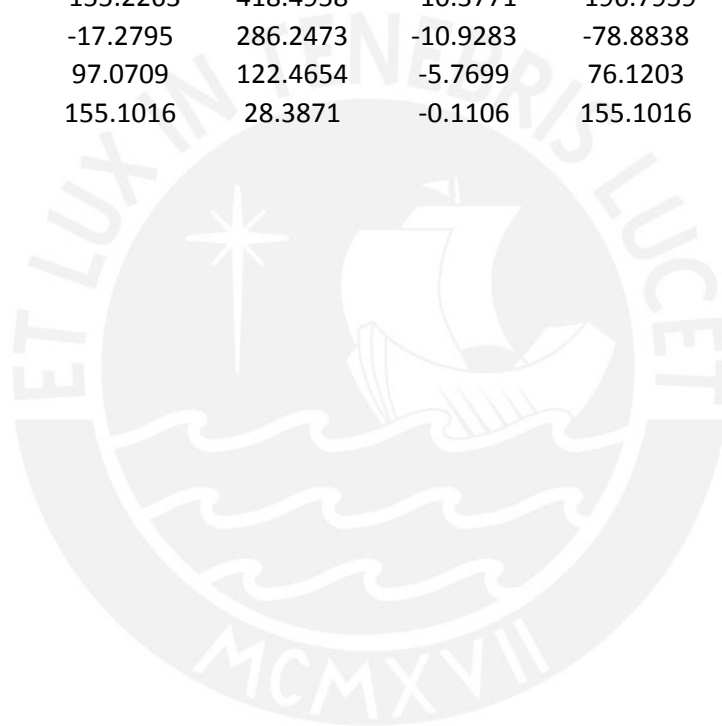 -17.2795 286.2473 -10.9283 -78.8838
97.0709 122.4654 -5.7699 76.1203
155.1016 28.3871 -0.1106 155.1016
ET LUX IN TENEBRIS LUCET
MCMXVII